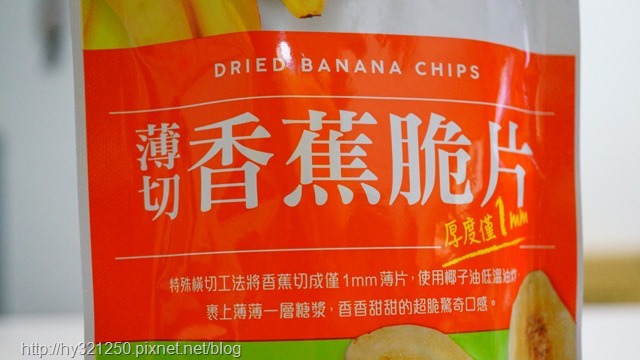 DRIED BANANA CHIPS
薄切香蕉脆片
厚度僅1mm
特殊橫切工法將香蕉切成僅1mm薄片，使用椰子油低溫油炸，
裹上薄薄一層糖漿，香香甜甜的超脆驚奇口感。
http://hy321250.pixnet.net/blog